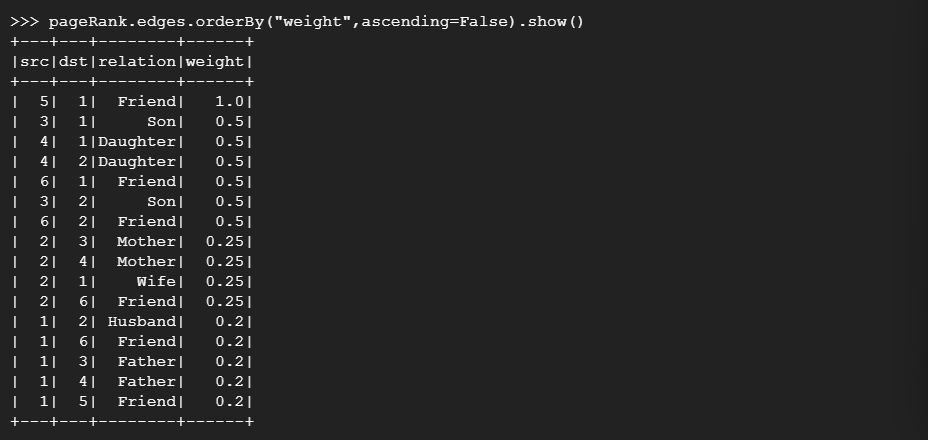 >>> pageRank.edges.orderBy("weight",ascending=False).show()
+---+---+--------+------+
|src|dst|relation|weight|
+---+---+--------+------+
|  5|  1|  Friend|   1.0|
|  3|  1|     Son|   0.5|
|  4|  1|Daughter|   0.5|
|  4|  2|Daughter|   0.5|
|  6|  1|  Friend|   0.5|
|  3|  2|     Son|   0.5|
|  6|  2|  Friend|   0.5|
|  2|  3|  Mother|  0.25|
|  2|  4|  Mother|  0.25|
|  2|  1|    Wife|  0.25|
|  2|  6|  Friend|  0.25|
|  1|  2| Husband|   0.2|
|  1|  6|  Friend|   0.2|
|  1|  3|  Father|   0.2|
|  1|  4|  Father|   0.2|
|  1|  5|  Friend|   0.2|
+---+---+--------+------+